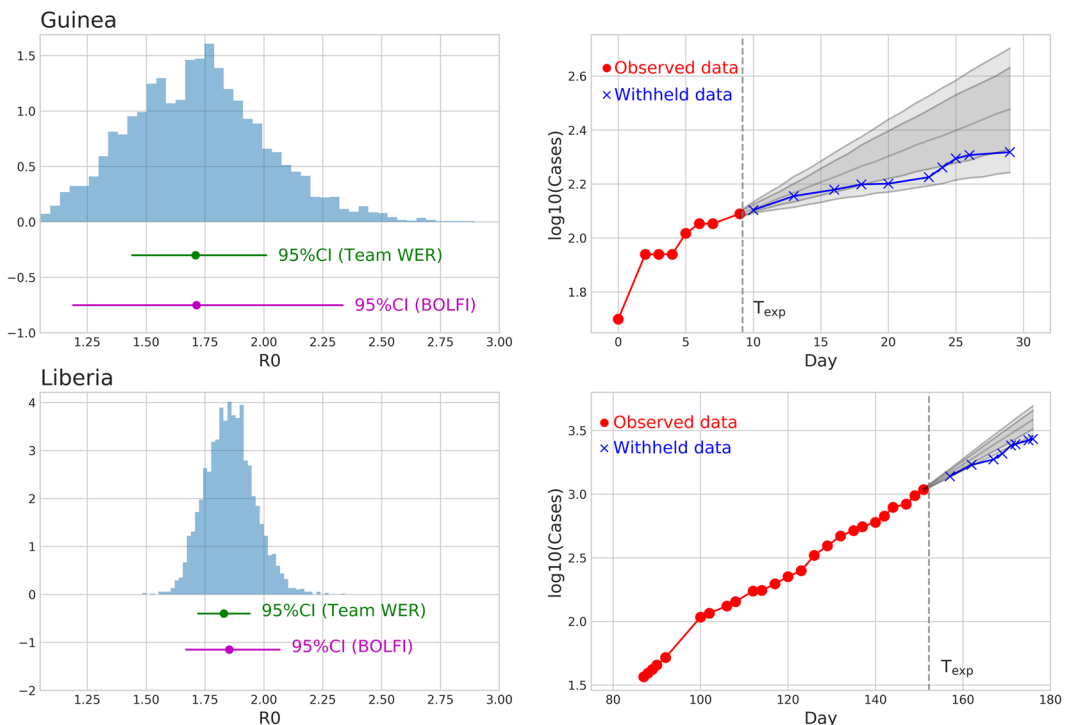 Guinea
1.5
1.0
0.5
0.0
−0.5
−1.0
95%CI (Team WER)
95%CI (BOLFI)
1.25 1.50 1.75 2.00 2.25 2.50 2.75 3.00
R0
log10(Cases)
2.6
2.4
2.2
2.0
1.8
Observed data
Withheld data
T_exp
0 5 10 15 20 25 30
Day
Liberia
4
3
2
1
0
−1
−2
95%CI (Team WER)
95%CI (BOLFI)
1.25 1.50 1.75 2.00 2.25 2.50 2.75 3.00
R0
log10(Cases)
3.5
3.0
2.5
2.0
1.5
Observed data
Withheld data
T_exp
80 100 120 140 160 180
Day